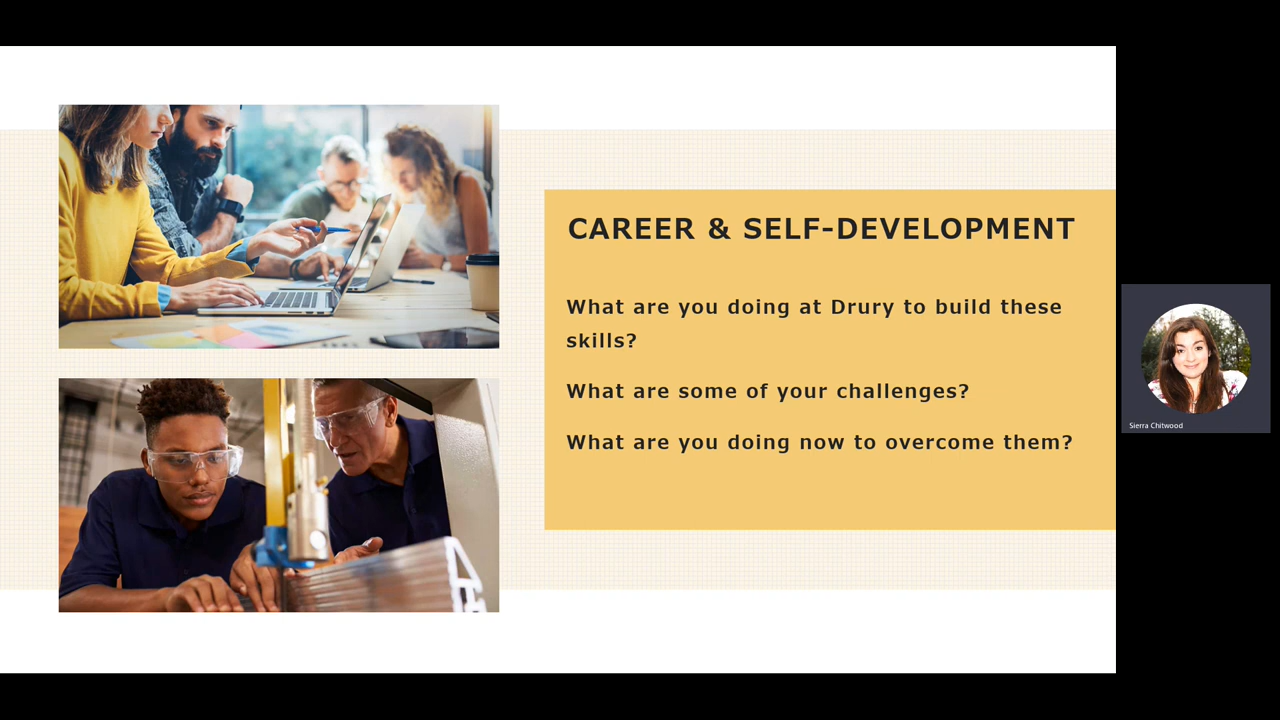 CAREER & SELF-DEVELOPMENT
What are you doing at Drury to build these
skills?
What are some of your challenges?
What are you doing now to overcome them?
Sierra Chitwood